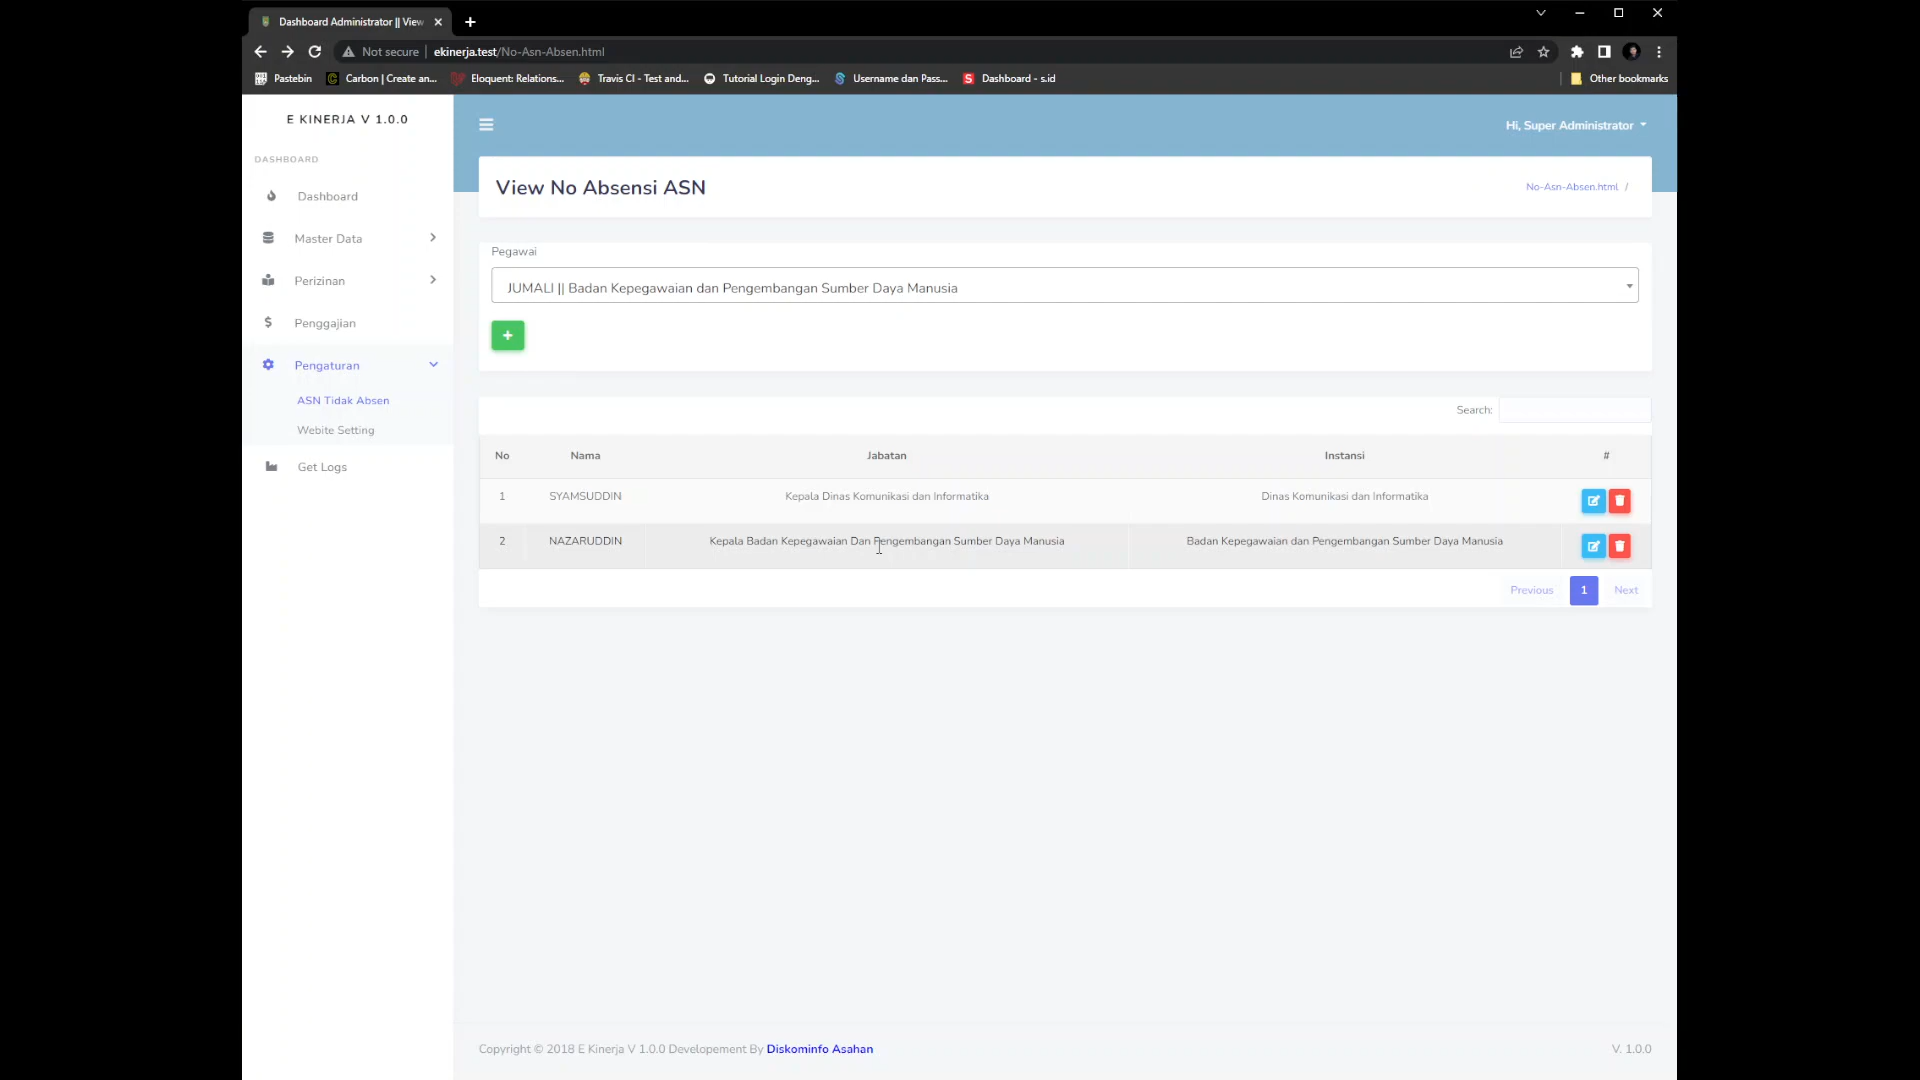 Dashboard Administrator || View
Not secure
ekinerja.test/No-Asn-Absen.html
Pastebin
Carbon | Create an...
Eloquent: Relations...
Travis CI - Test and...
Tutorial Login Deng...
Username dan Pass...
Dashboard - s.id
Other bookmarks
E KINERJA V 1.0.0
Hi, Super Administrator
DASHBOARD
Dashboard
Master Data
Perizinan
Penggajian
Pengaturan
ASN Tidak Absen
Webite Setting
Get Logs
View No Absensi ASN
No-Asn-Absen.html /
Pegawai
JUMALI || Badan Kepegawaian dan Pengembangan Sumber Daya Manusia
+
Search:
No Nama Jabatan Instansi #
1 SYAMSUDDIN Kepala Dinas Komunikasi dan Informatika Dinas Komunikasi dan Informatika
2 NAZARUDDIN Kepala Badan Kepegawaian Dan Pengembangan Sumber Daya Manusia Badan Kepegawaian dan Pengembangan Sumber Daya Manusia
Previous 1 Next
Copyright © 2018 E Kinerja V 1.0.0 Developement By Diskominfo Asahan
V. 1.0.0